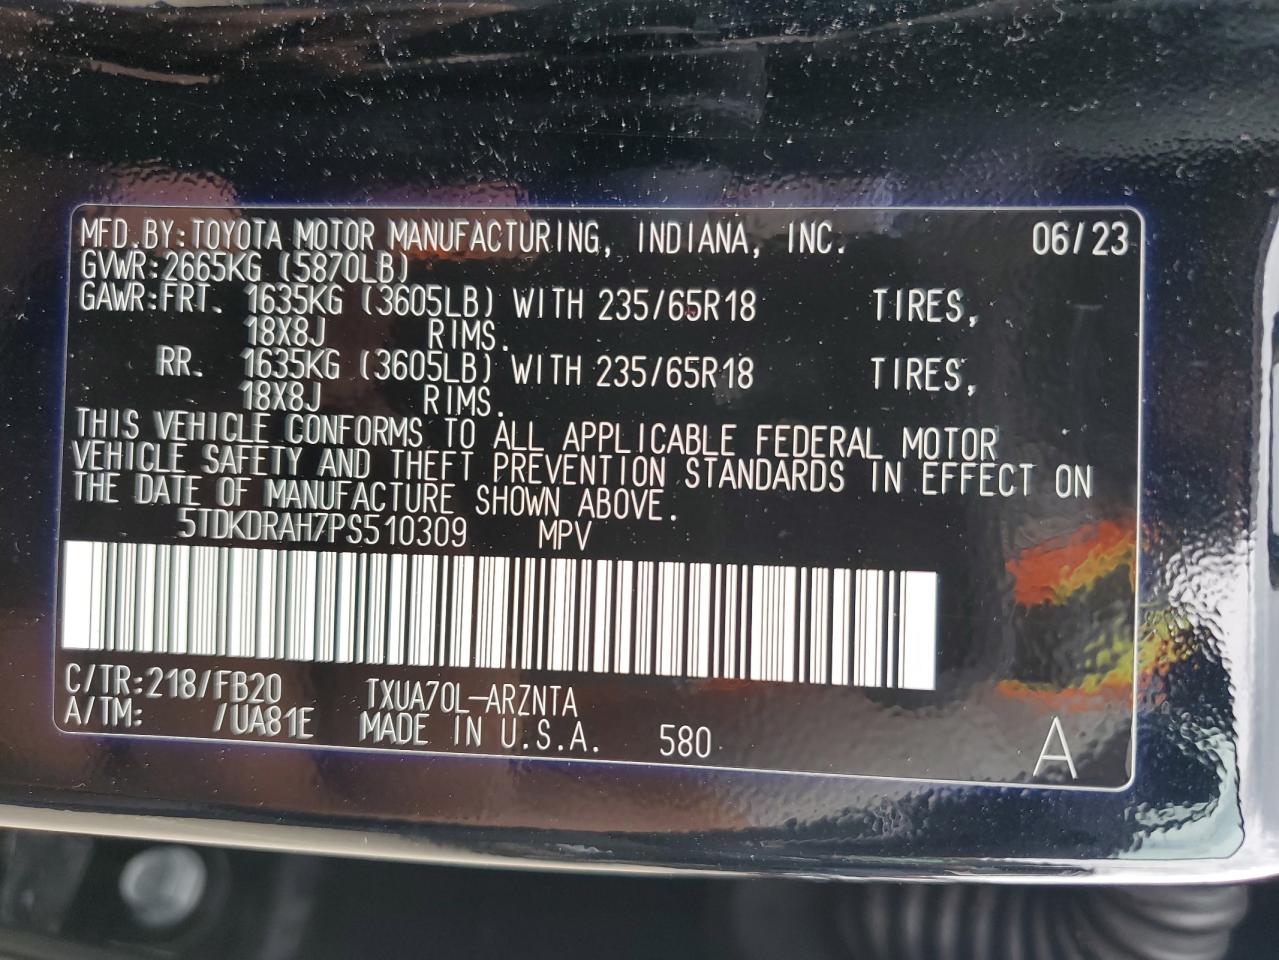 MFD.BY:TOYOTA MOTOR MANUFACTURING, INDIANA, INC. 06/23
GVWR:2665KG (5870LB)
GAWR:FRT. 1635KG (3605LB) WITH 235/65R18 TIRES,
18X8J RIMS.
RR. 1635KG (3605LB) WITH 235/65R18 TIRES,
18X8J RIMS.
THIS VEHICLE CONFORMS TO ALL APPLICABLE FEDERAL MOTOR
VEHICLE SAFETY AND THEFT PREVENTION STANDARDS IN EFFECT ON
THE DATE OF MANUFACTURE SHOWN ABOVE.
5TDKDRAH7PS510309 MPV
C/TR:218/FB20 TXUA70L-ARZNTA
A/TM: /UA81E MADE IN U.S.A. 580 A